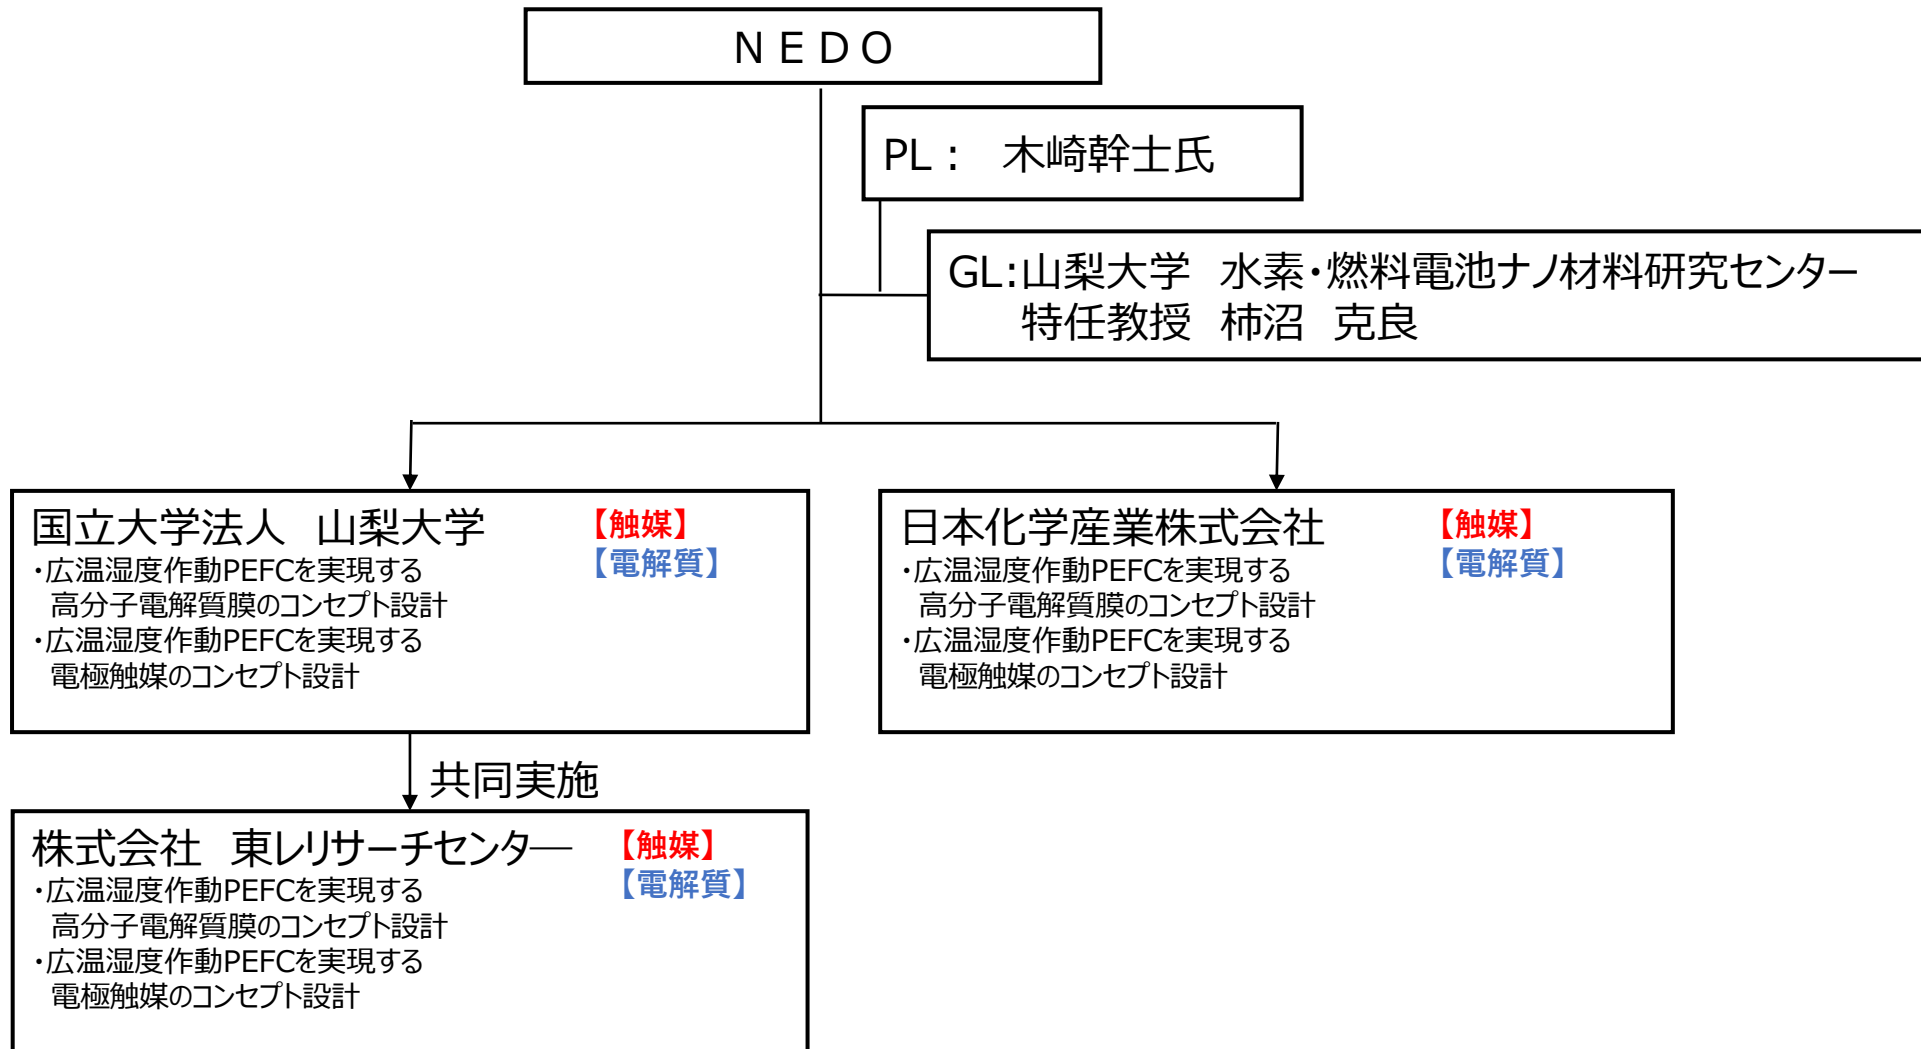 NEDO
PL： 木崎幹士氏
GL:山梨大学 水素・燃料電池ナノ材料研究センター
特任教授 柿沼 克良
国立大学法人 山梨大学 【触媒】
【電解質】
・広温湿度作動PEFCを実現する
高分子電解質膜のコンセプト設計
・広温湿度作動PEFCを実現する
電極触媒のコンセプト設計
日本化学産業株式会社 【触媒】
【電解質】
・広温湿度作動PEFCを実現する
高分子電解質膜のコンセプト設計
・広温湿度作動PEFCを実現する
電極触媒のコンセプト設計
共同実施
株式会社 東レリサーチセンター 【触媒】
【電解質】
・広温湿度作動PEFCを実現する
高分子電解質膜のコンセプト設計
・広温湿度作動PEFCを実現する
電極触媒のコンセプト設計